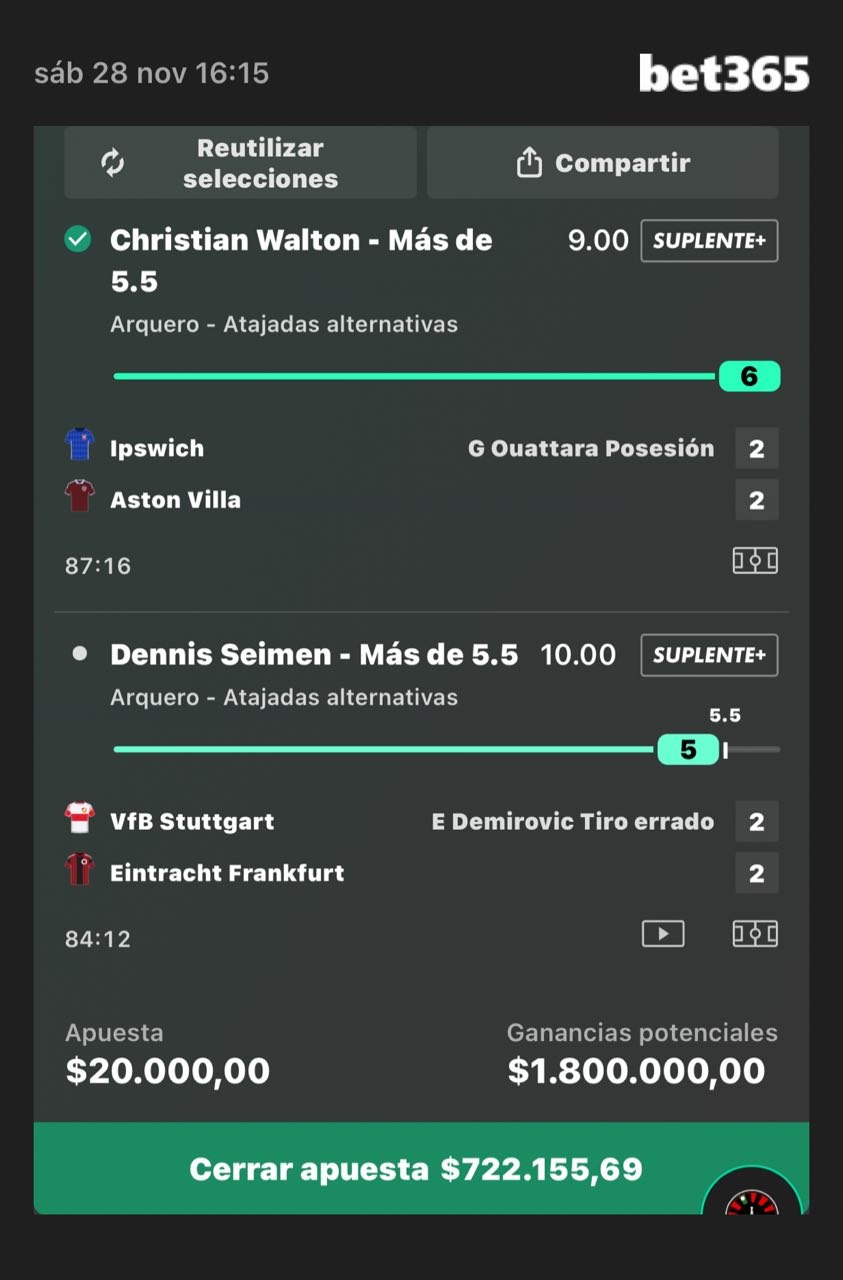 sáb 28 nov 16:15
bet365
Reutilizar
selecciones
Compartir
Christian Walton - Más de
5.5
9.00
SUPLENTE+
Arquero - Atajadas alternativas
6
Ipswich
G Ouattara Posesión
2
Aston Villa
2
87:16
Dennis Seimen - Más de 5.5
10.00
SUPLENTE+
Arquero - Atajadas alternativas
5.5
5
VfB Stuttgart
E Demirovic Tiro errado
2
Eintracht Frankfurt
2
84:12
Apuesta
Ganancias potenciales
$20.000,00
$1.800.000,00
Cerrar apuesta $722.155,69